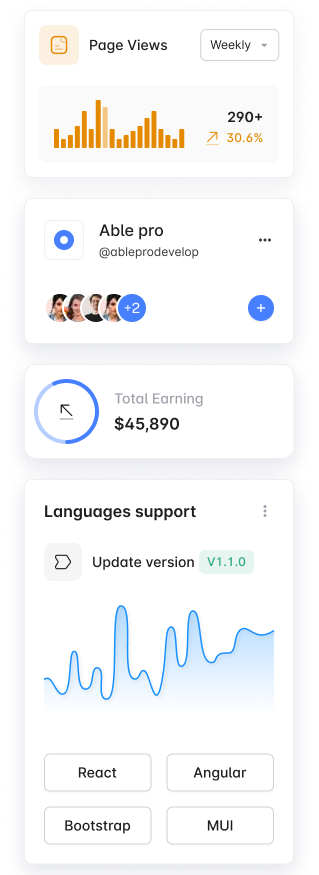 Page Views
Weekly
290+
30.6%
Able pro
@ableprodevelop
+2
Total Earning
$45,890
Languages support
Update version V1.1.0
React Angular
Bootstrap MUI